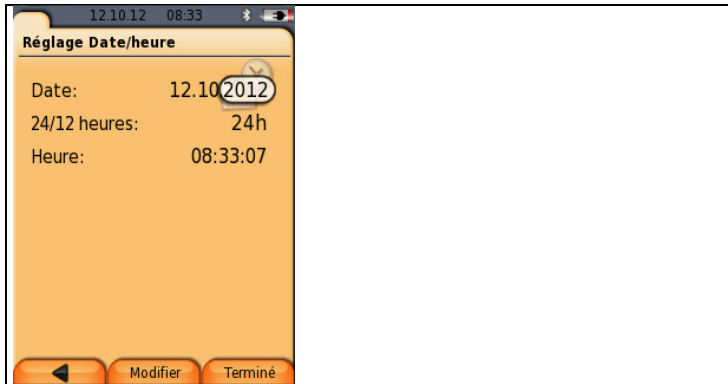 12.10.12 08:33
Réglage Date/heure
Date: 12.10 2012
24/12 heures: 24h
Heure: 08:33:07
Modifier Terminé